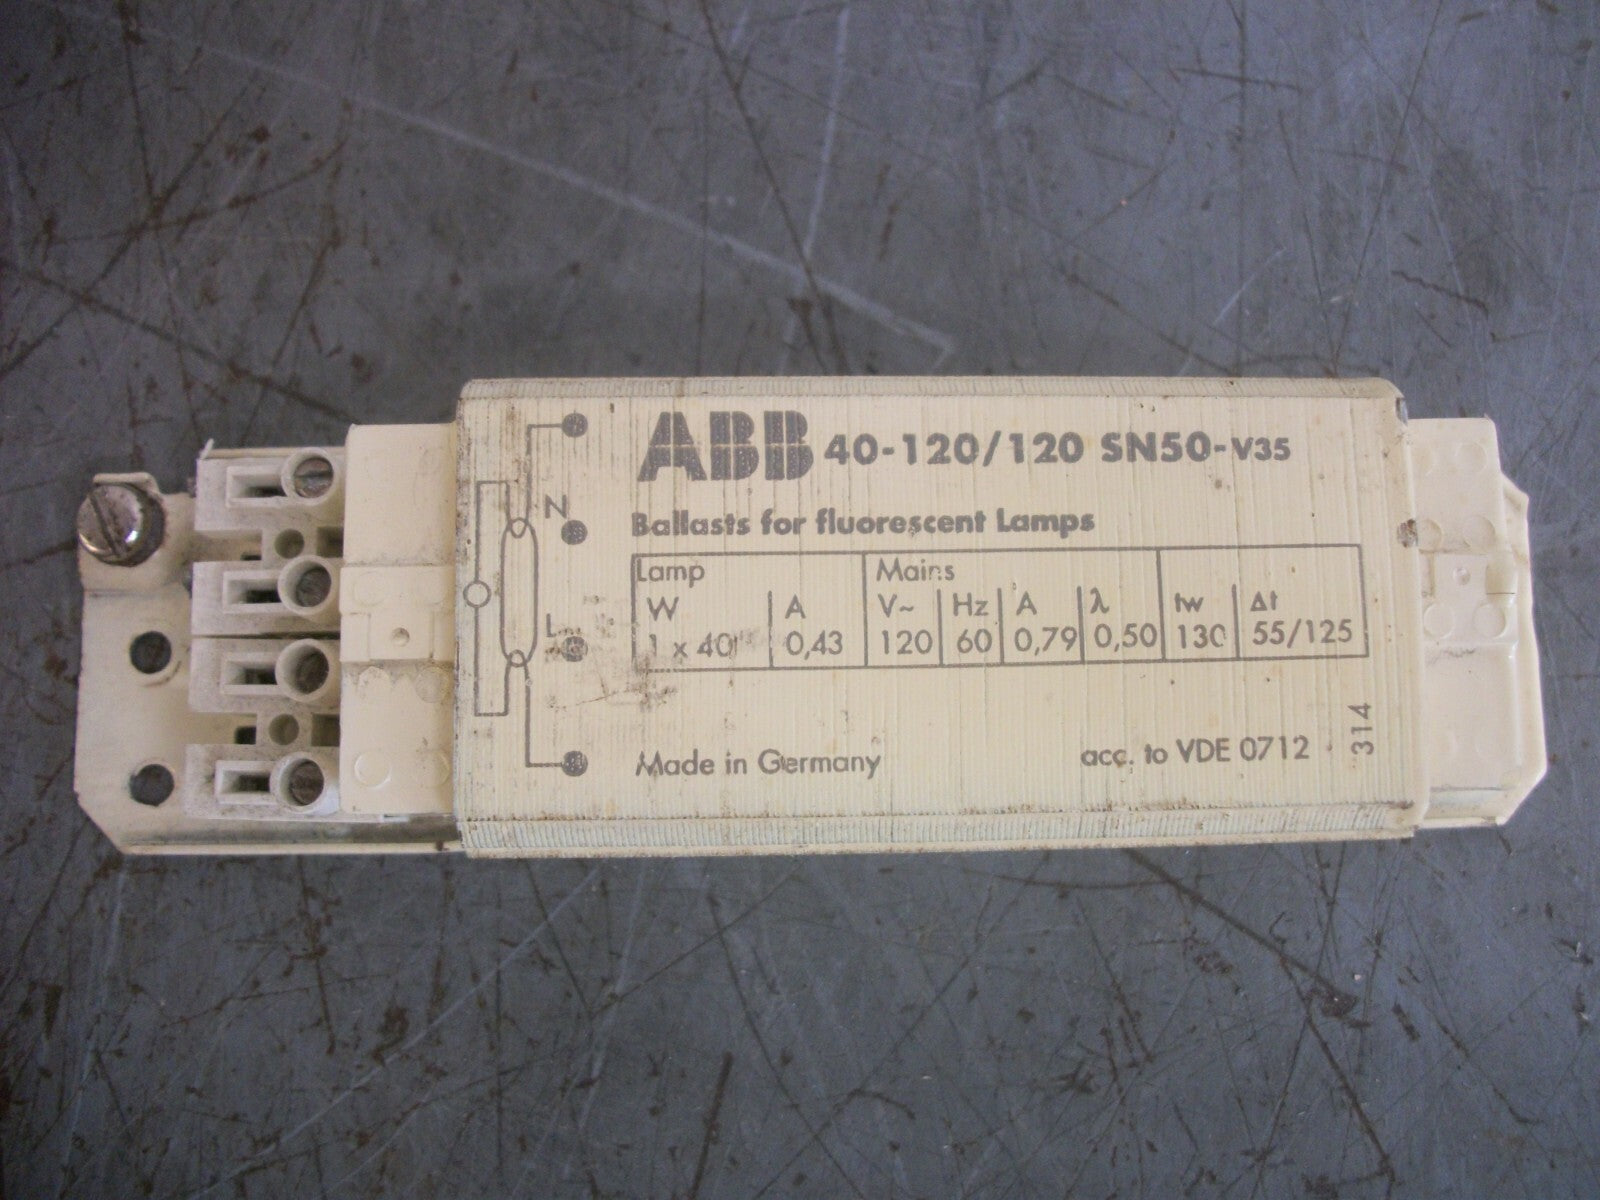 ABB 40-120/120 SN50-V35
N
Ballasts for fluorescent Lamps
Lamp Mains
W A V~ Hz A λ tw Δt
1 x 40 0,43 120 60 0,79 0,50 130 55/125
L
Made in Germany acc. to VDE 0712 314